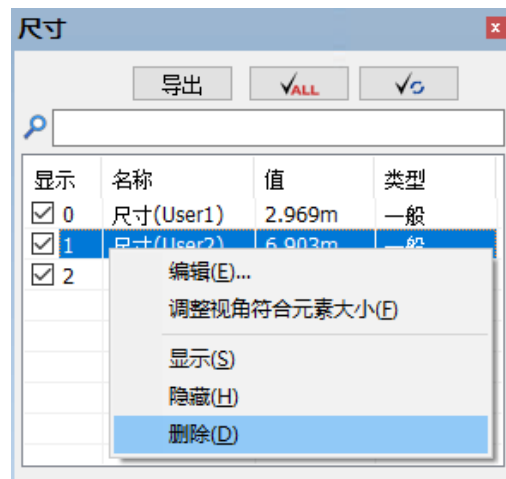 尺寸
导出 √ALL √
显示 名称 值 类型
0 尺寸(User1) 2.969m 一般
1 尺寸(User2) 6.903m 一般
2
编辑(E)...
调整视角符合元素大小(F)
显示(S)
隐藏(H)
删除(D)